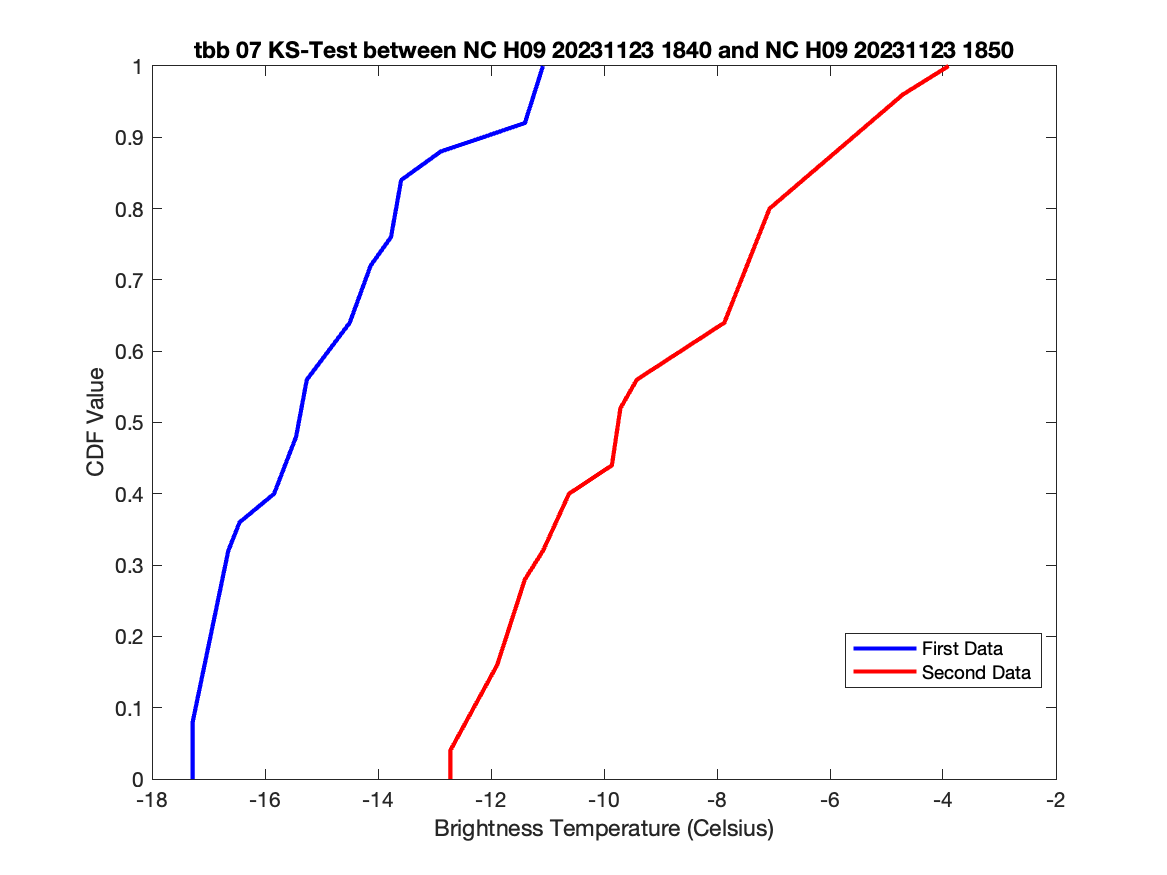 tbb 07 KS-Test between NC H09 20231123 1840 and NC H09 20231123 1850
1
0.9
0.8
0.7
0.6
0.5
0.4
0.3
0.2
0.1
0
CDF Value
First Data
Second Data
-18 -16 -14 -12 -10 -8 -6 -4 -2
Brightness Temperature (Celsius)